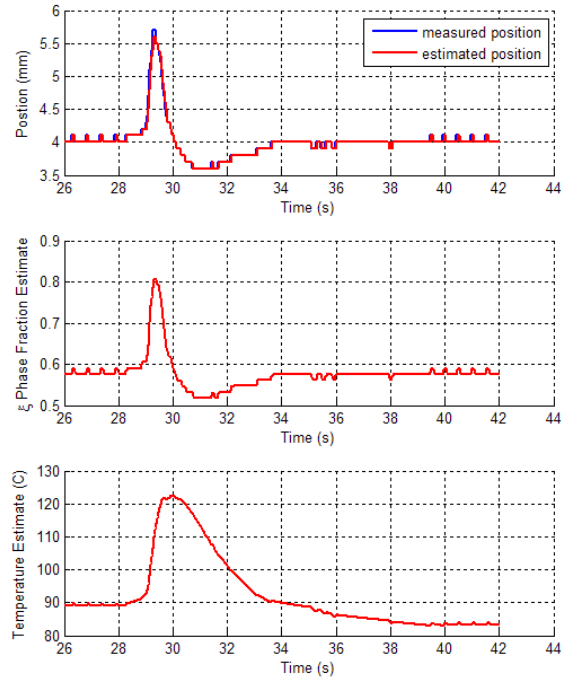 6
5.5
5
4.5
4
3.5
Postion (mm)
measured position
estimated position
26 28 30 32 34 36 38 40 42 44
Time (s)
0.9
0.8
0.7
0.6
0.5
ξ Phase Fraction Estimate
26 28 30 32 34 36 38 40 42 44
Time (s)
130
120
110
100
90
80
Temperature Estimate (C)
26 28 30 32 34 36 38 40 42 44
Time (s)